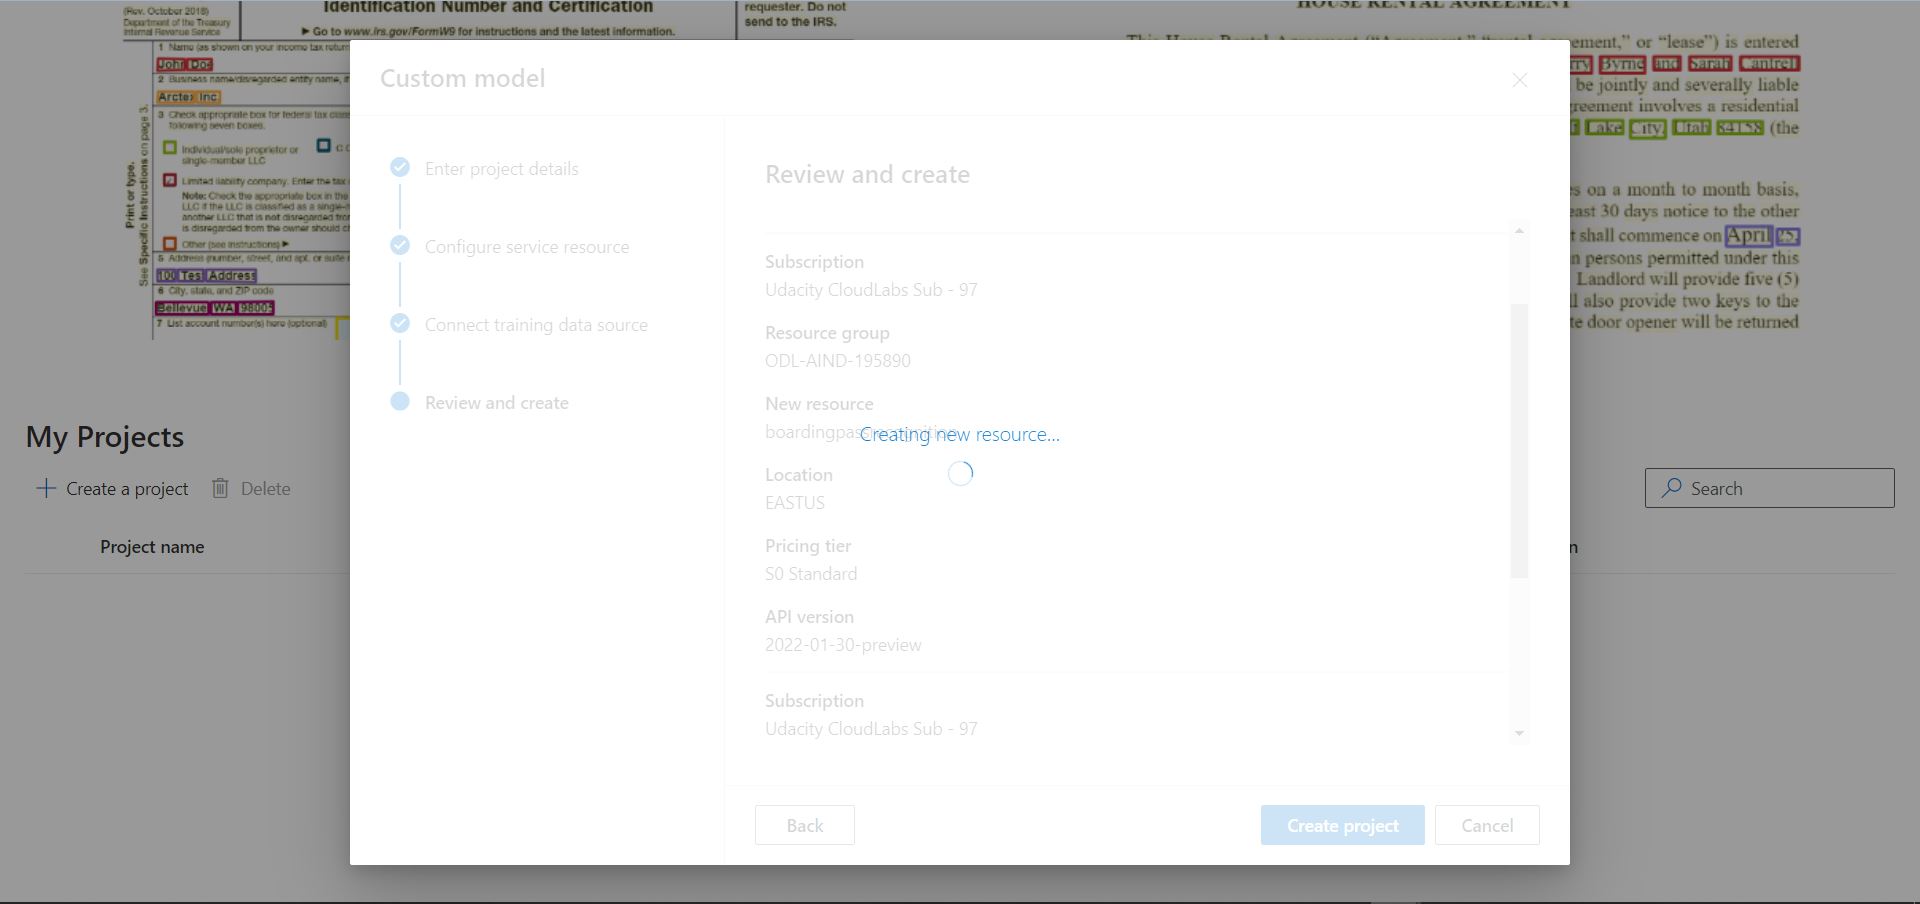 (Rev. October 2018)
Department of the Treasury
Internal Revenue Service
Identification Number and Certification
▶ Go to www.irs.gov/FormW9 for instructions and the latest information.
requester. Do not
send to the IRS.
1 Name (as shown on your income tax return
John Doe
2 Business name/disregarded entity name, if
Arctex Inc.
3 Check appropriate box for federal tax class
following seven boxes.
Individual/sole proprietor or
single-member LLC
C Co
Limited liability company. Enter the tax
Note: Check the appropriate box in the
LLC if the LLC is classified as a single-m
another LLC that is not disregarded from
is disregarded from the owner should ch
Other (see instructions) ▶
5 Address (number, street, and apt. or suite n
100 Test Address
6 City, state, and ZIP code
Bellevue WA 98005
7 List account number(s) here (optional)
Print or type.
See Specific Instructions on page 3.
HOUSE RENTAL AGREEMENT
This House Rental Agreement ("Agreement," "rental agreement," or "lease") is entered
rry Byrne and Sarah Cantrell
be jointly and severally liable
greement involves a residential
Lake City, Utah 84158 (the
es on a month to month basis,
east 30 days notice to the other
t shall commence on April 25,
n persons permitted under this
Landlord will provide five (5)
ll also provide two keys to the
te door opener will be returned
Custom model
Enter project details
Configure service resource
Connect training data source
Review and create
Review and create
Subscription
Udacity CloudLabs Sub - 97
Resource group
ODL-AIND-195890
New resource
boardingpassrecognition
Creating new resource...
Location
EASTUS
Pricing tier
S0 Standard
API version
2022-01-30-preview
Subscription
Udacity CloudLabs Sub - 97
Back
Create project
Cancel
My Projects
Create a project
Delete
Search
Project name
n